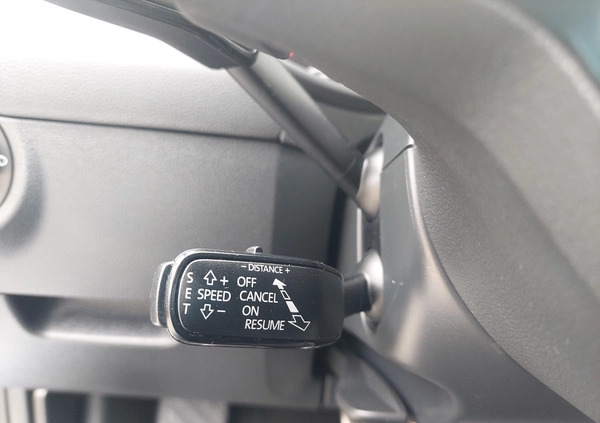 − DISTANCE +
S + OFF
E SPEED CANCEL
T − ON
RESUME